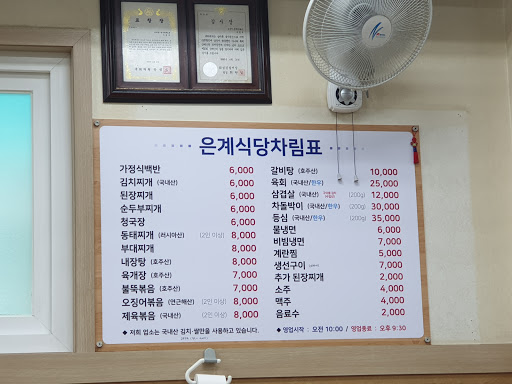 표창장
감사장
은계식당차림표
가정식백반 6,000
김치찌개 (국내산) 6,000
된장찌개 6,000
순두부찌개 6,000
청국장 6,000
동태찌개 (러시아산) (2인 이상) 8,000
부대찌개 8,000
내장탕 (호주산) 8,000
육개장 (호주산) 7,000
불뚝볶음 (호주산) 7,000
오징어볶음 (연근해산) (2인 이상) 8,000
제육볶음 (국내산) (2인 이상) 8,000
갈비탕 (호주산) 10,000
육회 (국내산/한우) 25,000
삼겹살 (국내산) (200g) 12,000
차돌박이 (국내산/한우) (200g) 30,000
등심 (국내산/한우) (200g) 35,000
물냉면 6,000
비빔냉면 7,000
계란찜 5,000
생선구이 7,000
추가 된장찌개 2,000
소주 4,000
맥주 4,000
음료수 2,000
◆ 저희 업소는 국내산 김치·쌀만을 사용하고 있습니다.
◆ 영업시작 : 오전 10:00 / 영업종료 : 오후 9:30